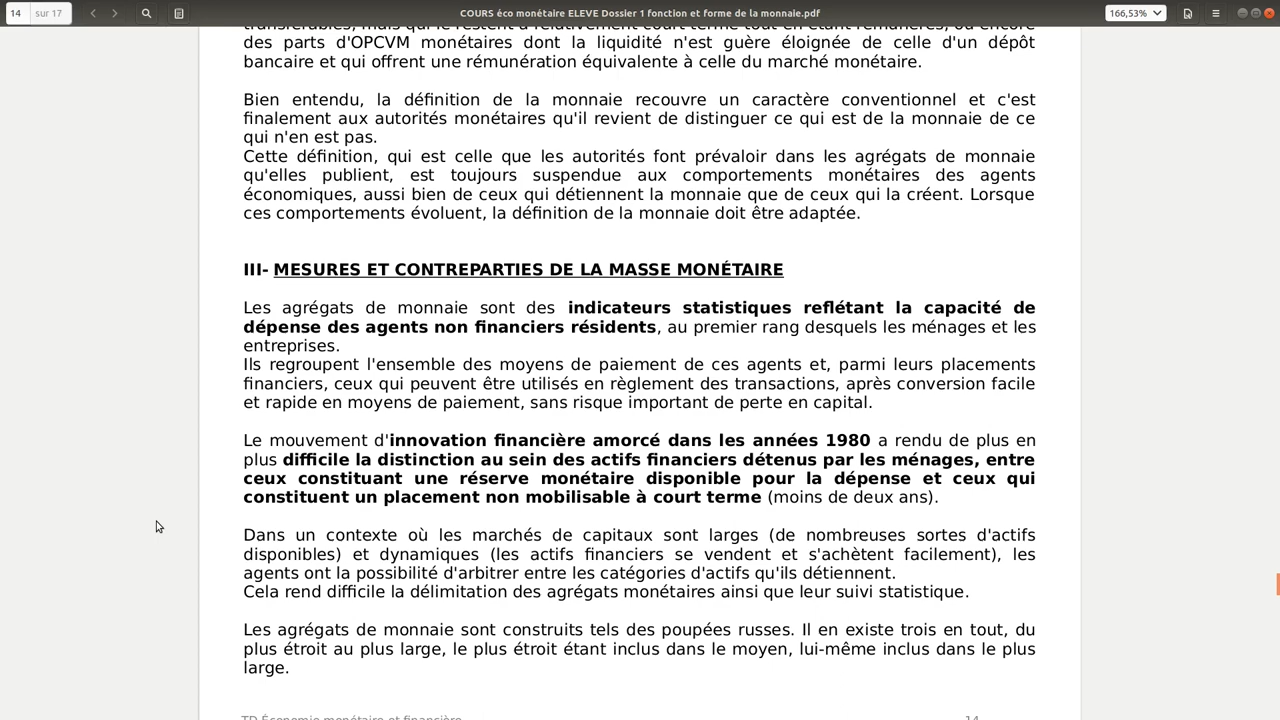 14 sur 17
COURS éco monétaire ELEVE Dossier 1 fonction et forme de la monnaie.pdf
166,53%
des parts d'OPCVM monétaires dont la liquidité n'est guère éloignée de celle d'un dépôt
bancaire et qui offrent une rémunération équivalente à celle du marché monétaire.
Bien entendu, la définition de la monnaie recouvre un caractère conventionnel et c'est
finalement aux autorités monétaires qu'il revient de distinguer ce qui est de la monnaie de ce
qui n'en est pas.
Cette définition, qui est celle que les autorités font prévaloir dans les agrégats de monnaie
qu'elles publient, est toujours suspendue aux comportements monétaires des agents
économiques, aussi bien de ceux qui détiennent la monnaie que de ceux qui la créent. Lorsque
ces comportements évoluent, la définition de la monnaie doit être adaptée.
III- MESURES ET CONTREPARTIES DE LA MASSE MONÉTAIRE
Les agrégats de monnaie sont des indicateurs statistiques reflétant la capacité de
dépense des agents non financiers résidents, au premier rang desquels les ménages et les
entreprises.
Ils regroupent l'ensemble des moyens de paiement de ces agents et, parmi leurs placements
financiers, ceux qui peuvent être utilisés en règlement des transactions, après conversion facile
et rapide en moyens de paiement, sans risque important de perte en capital.
Le mouvement d'innovation financière amorcé dans les années 1980 a rendu de plus en
plus difficile la distinction au sein des actifs financiers détenus par les ménages, entre
ceux constituant une réserve monétaire disponible pour la dépense et ceux qui
constituent un placement non mobilisable à court terme (moins de deux ans).
Dans un contexte où les marchés de capitaux sont larges (de nombreuses sortes d'actifs
disponibles) et dynamiques (les actifs financiers se vendent et s'achètent facilement), les
agents ont la possibilité d'arbitrer entre les catégories d'actifs qu'ils détiennent.
Cela rend difficile la délimitation des agrégats monétaires ainsi que leur suivi statistique.
Les agrégats de monnaie sont construits tels des poupées russes. Il en existe trois en tout, du
plus étroit au plus large, le plus étroit étant inclus dans le moyen, lui-même inclus dans le plus
large.
TD Économie monétaire et financière 14